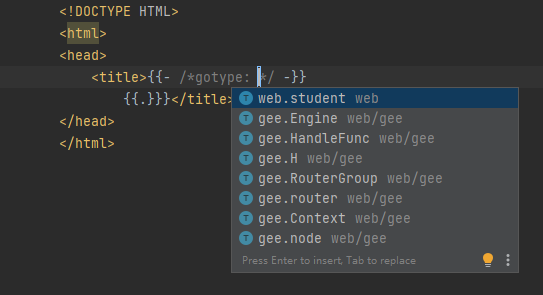 <!DOCTYPE HTML>
<html>
<head>
<title>{{- /*gotype: */ -}}
{{.}}}</title>
</head>
</html>
web.student web
gee.Engine web/gee
gee.HandleFunc web/gee
gee.H web/gee
gee.RouterGroup web/gee
gee.router web/gee
gee.Context web/gee
gee.node web/gee
Press Enter to insert, Tab to replace